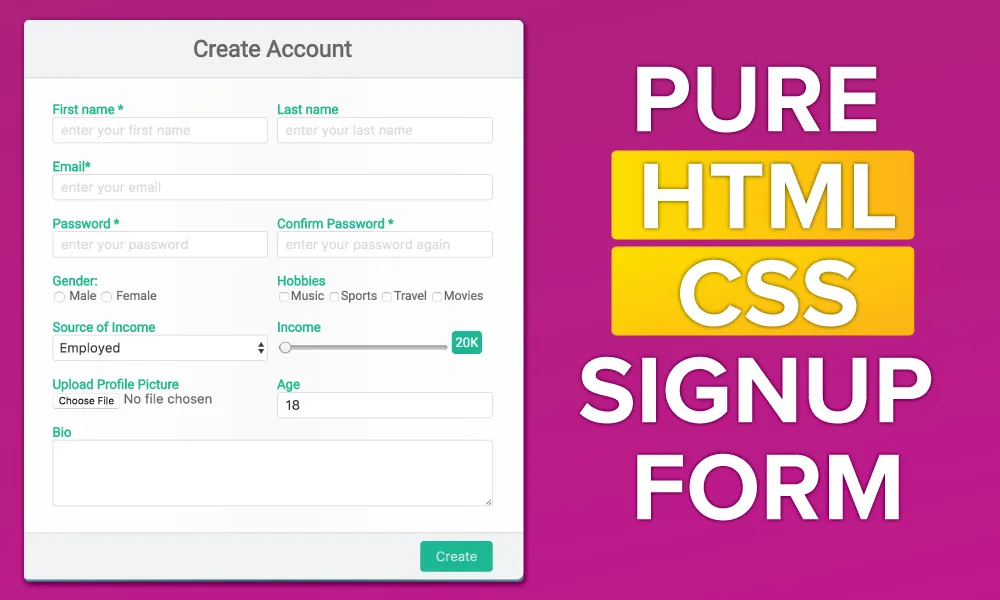 Create Account
First name * Last name
enter your first name enter your last name
Email*
enter your email
Password * Confirm Password *
enter your password enter your password again
Gender: Hobbies
Male Female Music Sports Travel Movies
Source of Income Income
Employed 20K
Upload Profile Picture Age
Choose File No file chosen 18
Bio
Create
PURE
HTML
CSS
SIGNUP
FORM